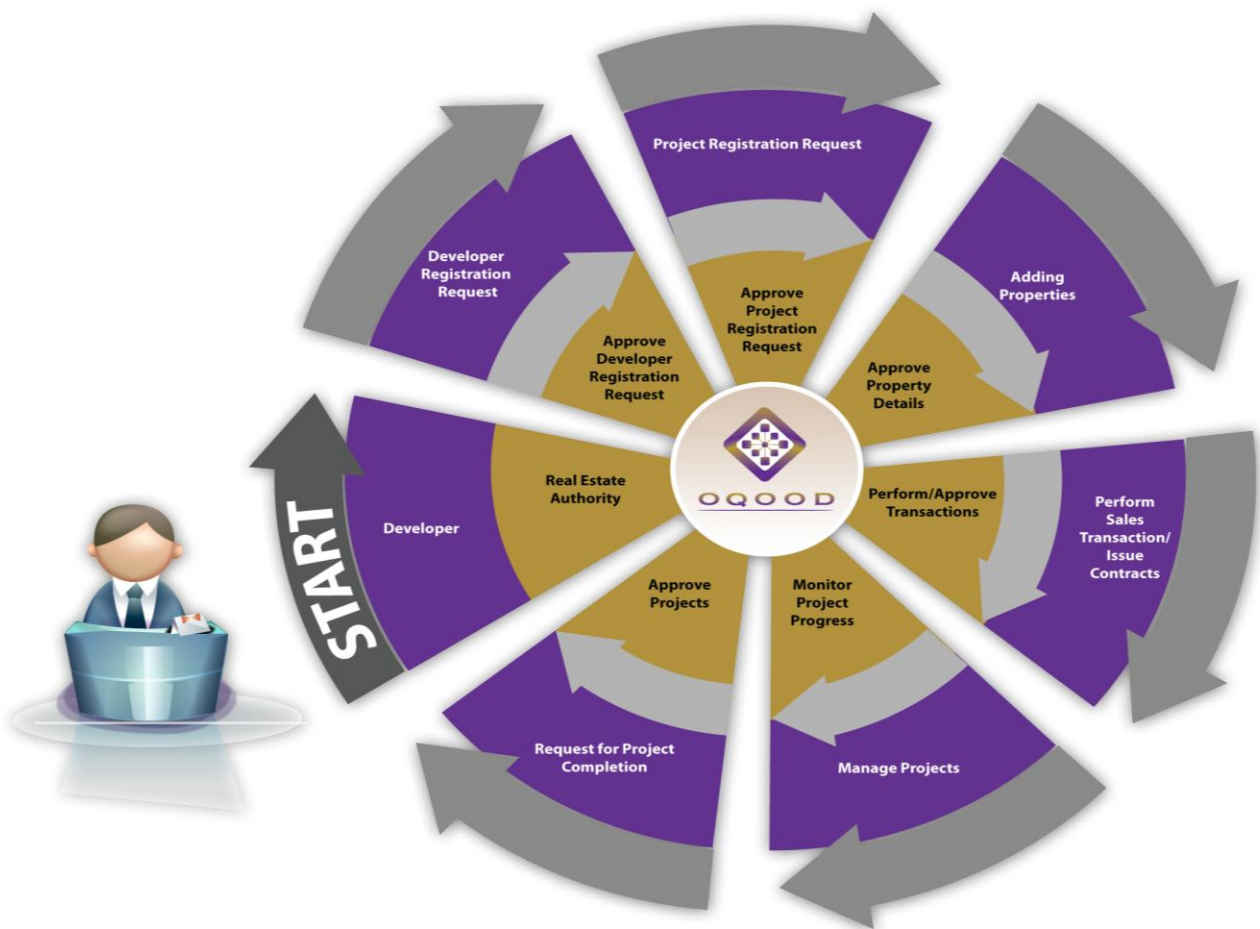 START
Developer
Real Estate
Authority
Developer
Registration
Request
Approve
Developer
Registration
Request
Project Registration Request
Approve
Project
Registration
Request
Adding
Properties
Approve
Property
Details
Perform
Sales
Transaction/
Issue
Contracts
Perform/Approve
Transactions
Manage Projects
Monitor
Project
Progress
Request for Project
Completion
Approve
Projects
OQOOD